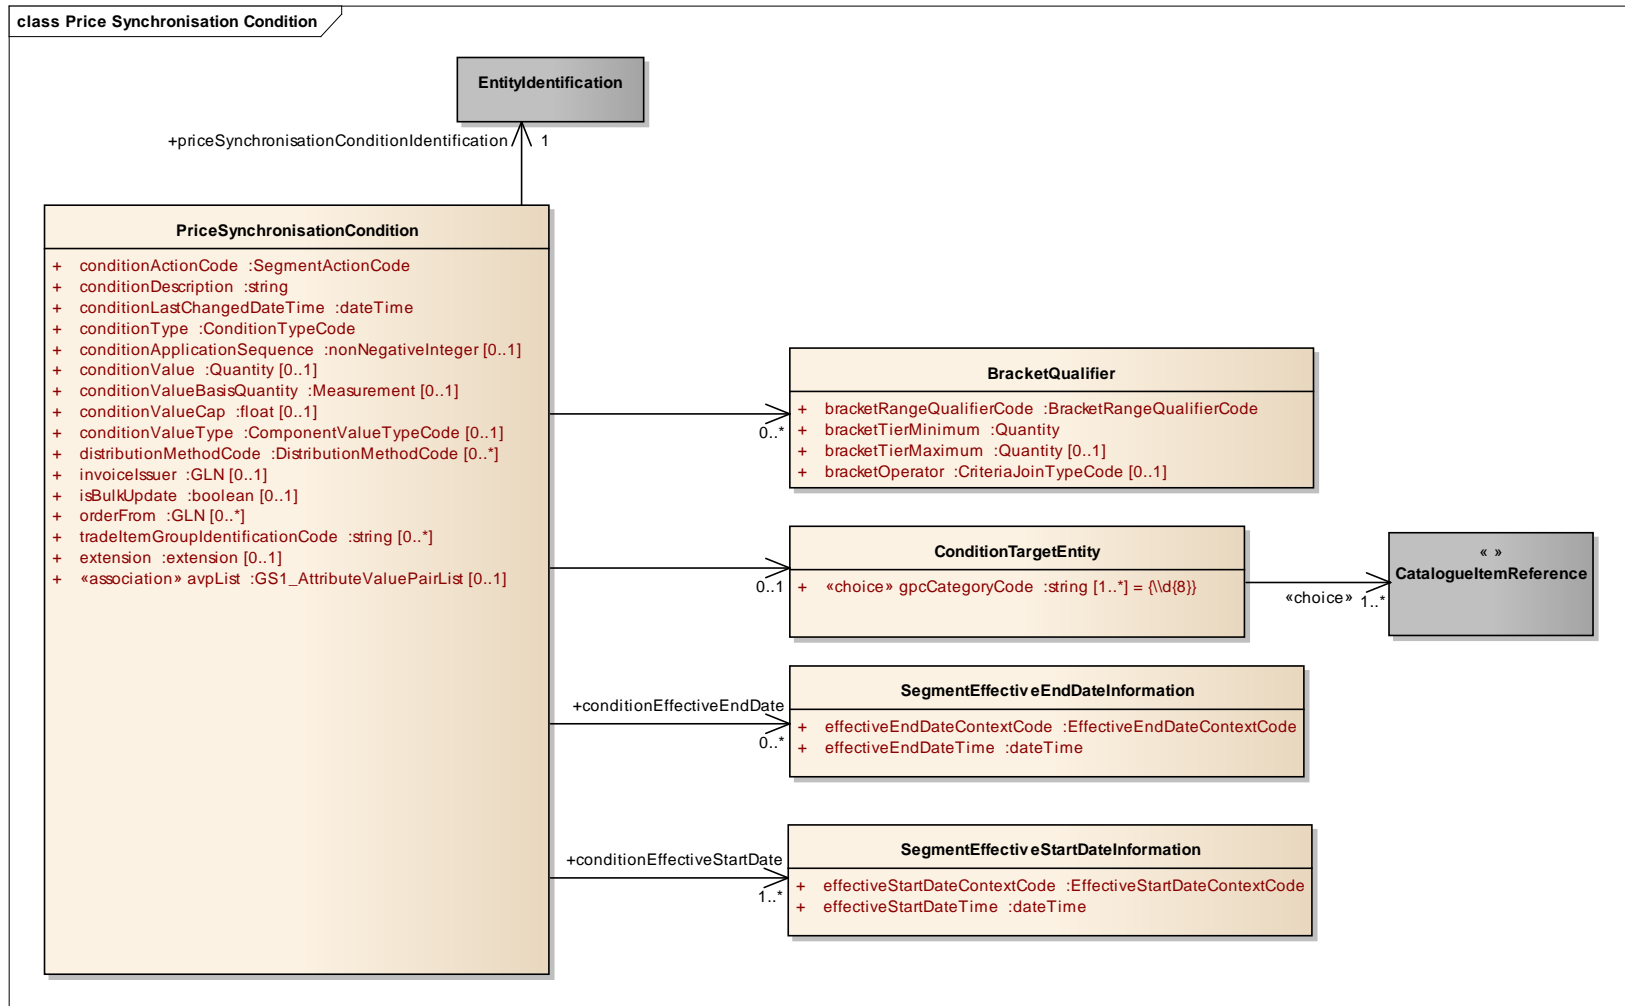 class Price Synchronisation Condition
EntityIdentification
+priceSynchronisationConditionIdentification
1
PriceSynchronisationCondition
+ conditionActionCode :SegmentActionCode
+ conditionDescription :string
+ conditionLastChangedDateTime :dateTime
+ conditionType :ConditionTypeCode
+ conditionApplicationSequence :nonNegativeInteger [0..1]
+ conditionValue :Quantity [0..1]
+ conditionValueBasisQuantity :Measurement [0..1]
+ conditionValueCap :float [0..1]
+ conditionValueType :ComponentValueTypeCode [0..1]
+ distributionMethodCode :DistributionMethodCode [0..*]
+ invoiceIssuer :GLN [0..1]
+ isBulkUpdate :boolean [0..1]
+ orderFrom :GLN [0..*]
+ tradeItemGroupIdentificationCode :string [0..*]
+ extension :extension [0..1]
+ «association» avpList :GS1_AttributeValuePairList [0..1]
0..*
BracketQualifier
+ bracketRangeQualifierCode :BracketRangeQualifierCode
+ bracketTierMinimum :Quantity
+ bracketTierMaximum :Quantity [0..1]
+ bracketOperator :CriteriaJoinTypeCode [0..1]
0..1
ConditionTargetEntity
+ «choice» gpcCategoryCode :string [1..*] = {\\d{8}}
«choice» 1..*
« »
CatalogueItemReference
+conditionEffectiveEndDate
0..*
SegmentEffectiveEndDateInformation
+ effectiveEndDateContextCode :EffectiveEndDateContextCode
+ effectiveEndDateTime :dateTime
+conditionEffectiveStartDate
1..*
SegmentEffectiveStartDateInformation
+ effectiveStartDateContextCode :EffectiveStartDateContextCode
+ effectiveStartDateTime :dateTime